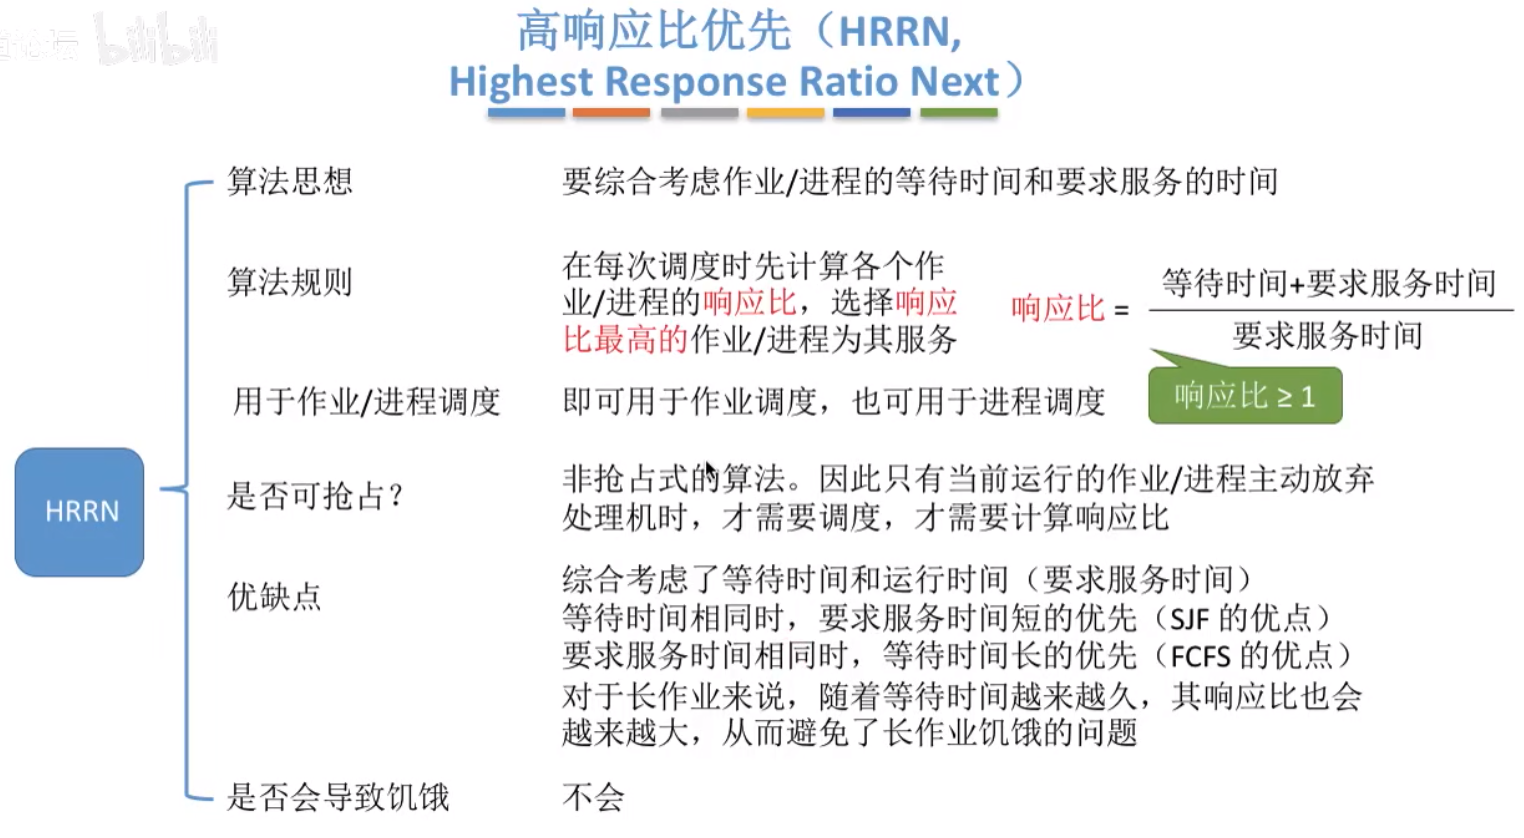 bilibili
高响应比优先（HRRN,
Highest Response Ratio Next）
算法思想
要综合考虑作业/进程的等待时间和要求服务的时间
算法规则
在每次调度时先计算各个作
业/进程的响应比，选择响应
比最高的作业/进程为其服务
响应比 =
等待时间+要求服务时间
要求服务时间
响应比 ≥ 1
用于作业/进程调度
即可用于作业调度，也可用于进程调度
HRRN
是否可抢占？
非抢占式的算法。因此只有当前运行的作业/进程主动放弃
处理机时，才需要调度，才需要计算响应比
优缺点
综合考虑了等待时间和运行时间（要求服务时间）
等待时间相同时，要求服务时间短的优先（SJF 的优点）
要求服务时间相同时，等待时间长的优先（FCFS 的优点）
对于长作业来说，随着等待时间越来越久，其响应比也会
越来越大，从而避免了长作业饥饿的问题
是否会导致饥饿
不会